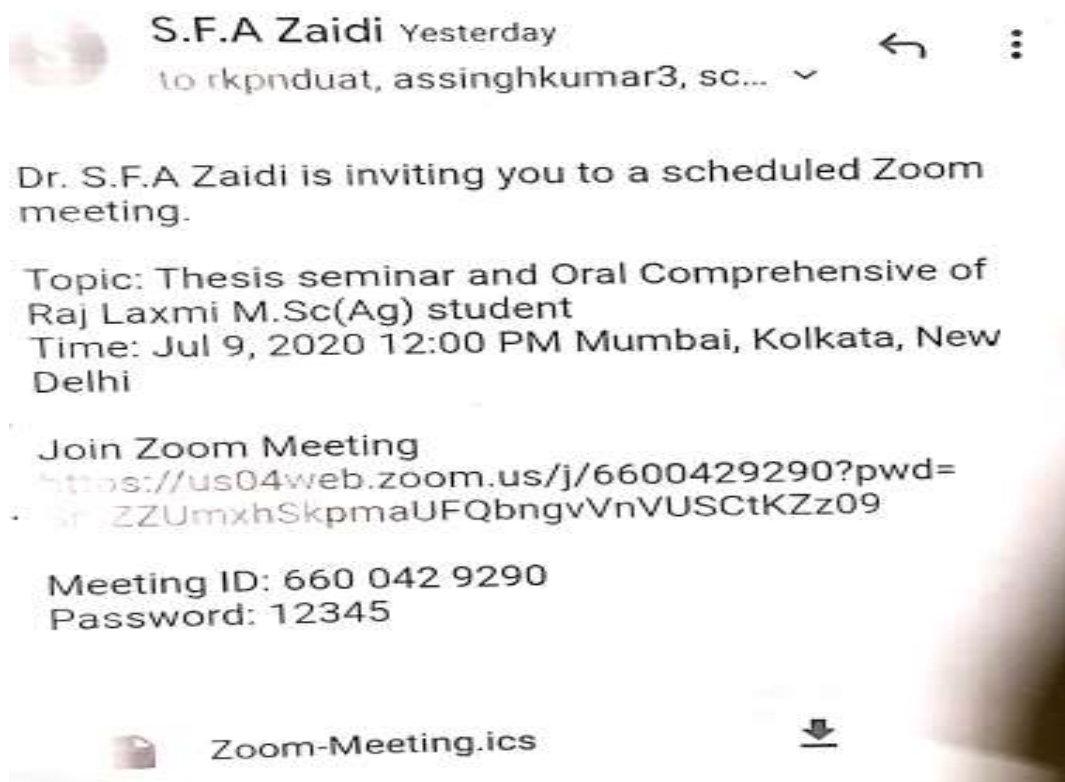 S.F.A Zaidi Yesterday
to rkpnduat, assinghkumar3, sc...
Dr. S.F.A Zaidi is inviting you to a scheduled Zoom
meeting.
Topic: Thesis seminar and Oral Comprehensive of
Raj Laxmi M.Sc(Ag) student
Time: Jul 9, 2020 12:00 PM Mumbai, Kolkata, New
Delhi
Join Zoom Meeting
https://us04web.zoom.us/j/6600429290?pwd=
ZZUmxhSkpmaUFQbngvVnVUSCtKZz09
Meeting ID: 660 042 9290
Password: 12345
Zoom-Meeting.ics